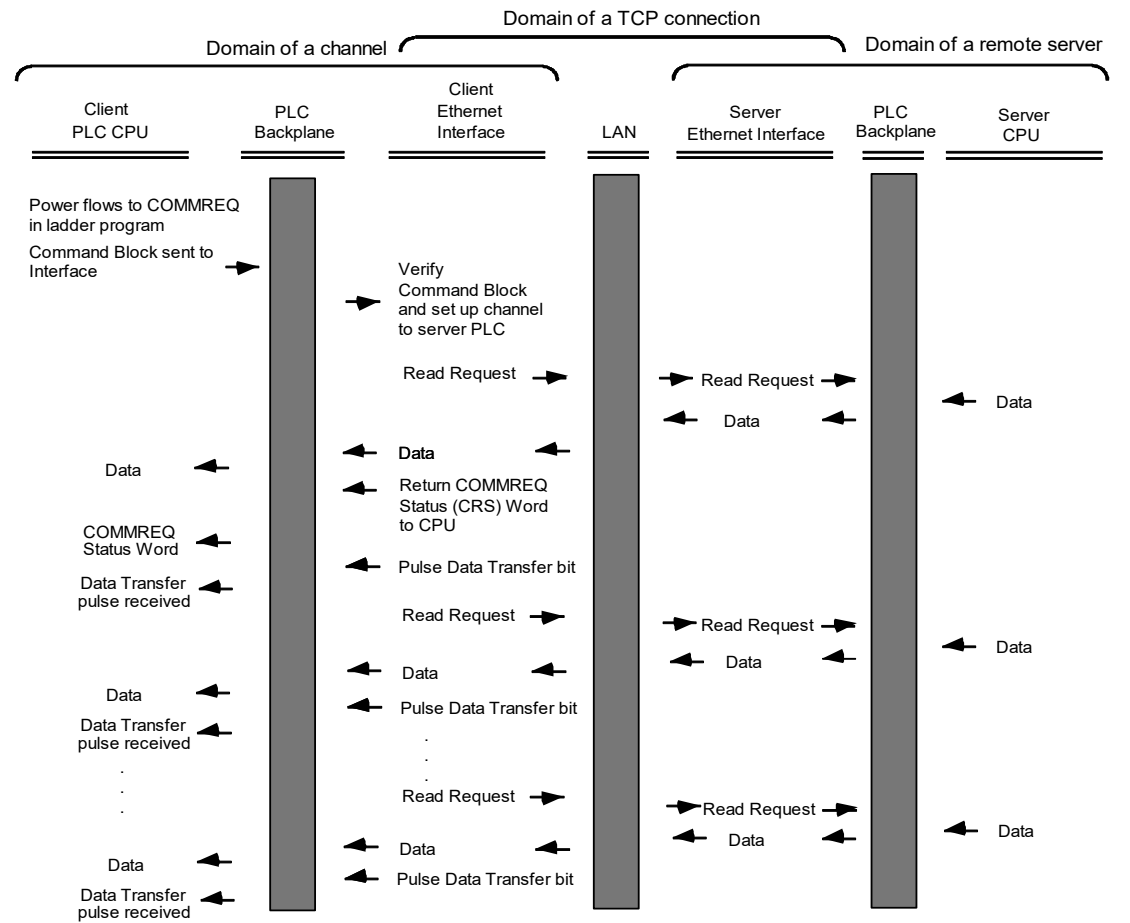 Domain of a TCP connection
Domain of a channel
Domain of a remote server
Client
PLC CPU
PLC
Backplane
Client
Ethernet
Interface
LAN
Server
Ethernet Interface
PLC
Backplane
Server
CPU
Power flows to COMMREQ
in ladder program
Command Block sent to
Interface
Verify
Command Block
and set up channel
to server PLC
Read Request
Read Request
Data
Data
Data
Data
Return COMMREQ
Status (CRS) Word
to CPU
COMMREQ
Status Word
Pulse Data Transfer bit
Data Transfer
pulse received
Read Request
Read Request
Data
Data
Data
Data
Pulse Data Transfer bit
Data Transfer
pulse received
.
.
.
.
.
.
Read Request
Read Request
Data
Data
Data
Data
Pulse Data Transfer bit
Data Transfer
pulse received